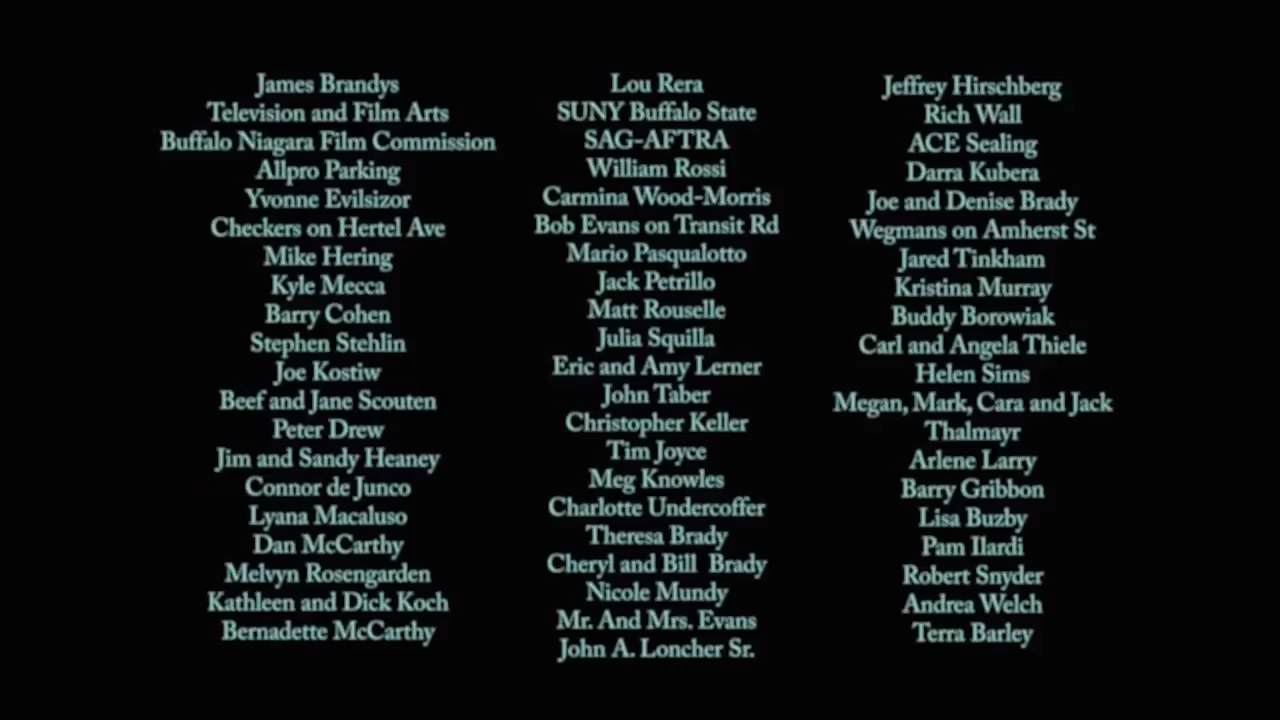 James Brandys
Television and Film Arts
Buffalo Niagara Film Commission
Allpro Parking
Yvonne Evilsizor
Checkers on Hertel Ave
Mike Hering
Kyle Mecca
Barry Cohen
Stephen Stehlin
Joe Kostiw
Beef and Jane Scouten
Peter Drew
Jim and Sandy Heaney
Connor de Junco
Lyana Macaluso
Dan McCarthy
Melvyn Rosengarden
Kathleen and Dick Koch
Bernadette McCarthy
Lou Rera
SUNY Buffalo State
SAG-AFTRA
William Rossi
Carmina Wood-Morris
Bob Evans on Transit Rd
Mario Pasqualotto
Jack Petrillo
Matt Rouselle
Julia Squilla
Eric and Amy Lerner
John Taber
Christopher Keller
Tim Joyce
Meg Knowles
Charlotte Undercoffer
Theresa Brady
Cheryl and Bill  Brady
Nicole Mundy
Mr. And Mrs. Evans
John A. Loncher Sr.
Jeffrey Hirschberg
Rich Wall
ACE Sealing
Darra Kubera
Joe and Denise Brady
Wegmans on Amherst St
Jared Tinkham
Kristina Murray
Buddy Borowiak
Carl and Angela Thiele
Helen Sims
Megan, Mark, Cara and Jack
Thalmayr
Arlene Larry
Barry Gribbon
Lisa Buzby
Pam Ilardi
Robert Snyder
Andrea Welch
Terra Barley